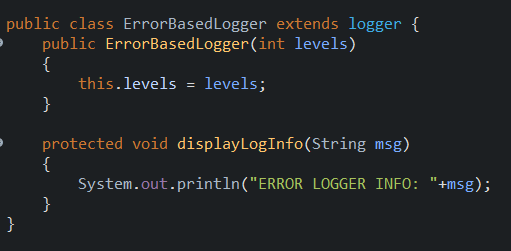 public class ErrorBasedLogger extends logger {
    public ErrorBasedLogger(int levels)
    {
        this.levels = levels;
    }
    protected void displayLogInfo(String msg)
    {
        System.out.println("ERROR LOGGER INFO: "+msg);
    }
}